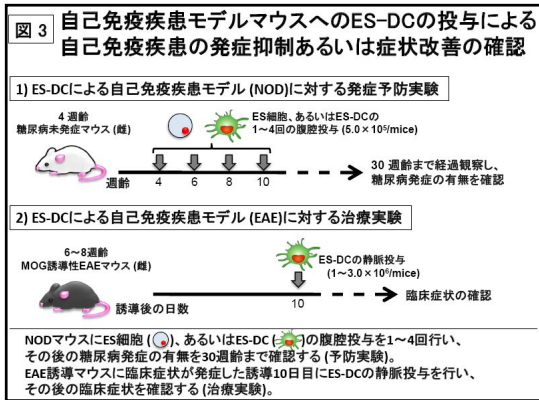 図 3
自己免疫疾患モデルマウスへのES-DCの投与による
自己免疫疾患の発症抑制あるいは症状改善の確認
1) ES-DCによる自己免疫疾患モデル (NOD)に対する発症予防実験
4 週齢
糖尿病未発症マウス (雌)
ES細胞、あるいはES-DCの
1~4回の腹腔投与 (5.0×10⁵/mice)
週齢
4 6 8 10
30 週齢まで経過観察し、
糖尿病発症の有無を確認
2) ES-DCによる自己免疫疾患モデル (EAE)に対する治療実験
6~8週齢
MOG誘導性EAEマウス (雌)
ES-DCの静脈投与
(1~3.0×10⁶/mice)
誘導後の日数
10
臨床症状の確認
NODマウスにES細胞 ( )、あるいはES-DC ( )の腹腔投与を1~4回行い、
その後の糖尿病発症の有無を30週齢まで確認する (予防実験)。
EAE誘導マウスに臨床症状が発症した誘導10日目にES-DCの静脈投与を行い、
その後の臨床症状を確認する (治療実験)。